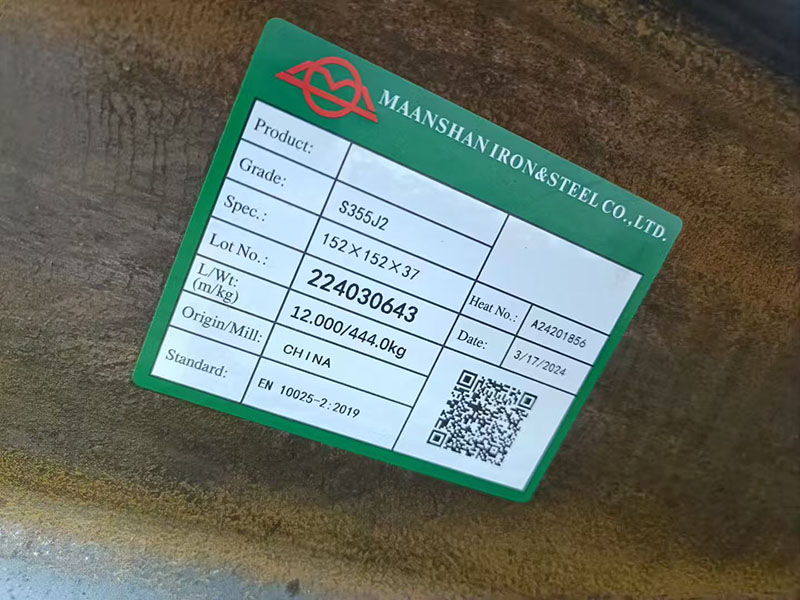 MAANSHAN IRON&STEEL CO.,LTD.
Product:
Grade: S355J2
Spec.: 152×152×37
Heat No.: A24201856
Lot No.: 224030643
Date: 3/17/2024
L/Wt: (m/kg) 12.000/444.0kg
Origin/Mill: CHINA
Standard: EN 10025-2:2019